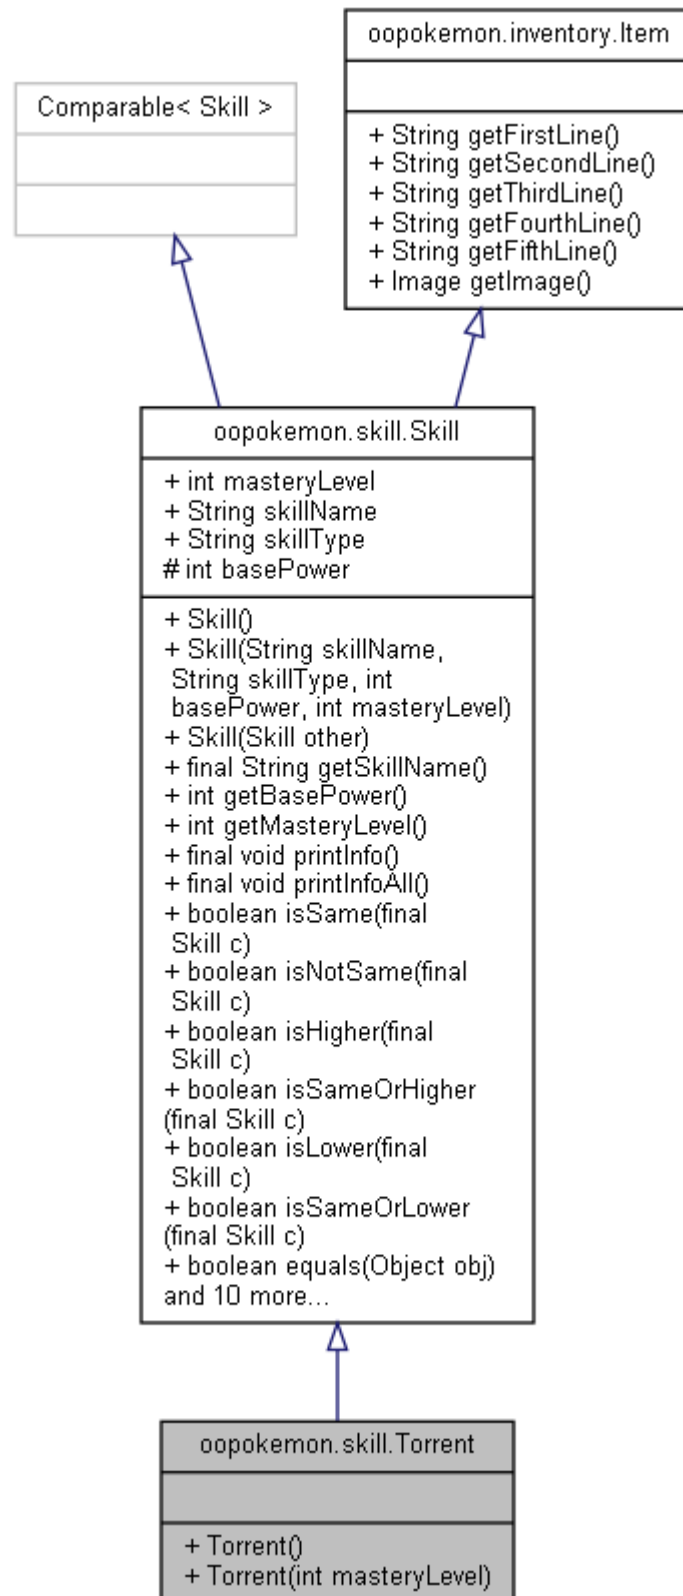 oopokemon.inventory.Item
+ String getFirstLine()
+ String getSecondLine()
+ String getThirdLine()
+ String getFourthLine()
+ String getFifthLine()
+ Image getImage()
Comparable< Skill >
oopokemon.skill.Skill
+ int masteryLevel
+ String skillName
+ String skillType
# int basePower
+ Skill()
+ Skill(String skillName,
String skillType, int
basePower, int masteryLevel)
+ Skill(Skill other)
+ final String getSkillName()
+ int getBasePower()
+ int getMasteryLevel()
+ final void printInfo()
+ final void printInfoAll()
+ boolean isSame(final
Skill c)
+ boolean isNotSame(final
Skill c)
+ boolean isHigher(final
Skill c)
+ boolean isSameOrHigher
(final Skill c)
+ boolean isLower(final
Skill c)
+ boolean isSameOrLower
(final Skill c)
+ boolean equals(Object obj)
and 10 more...
oopokemon.skill.Torrent
+ Torrent()
+ Torrent(int masteryLevel)